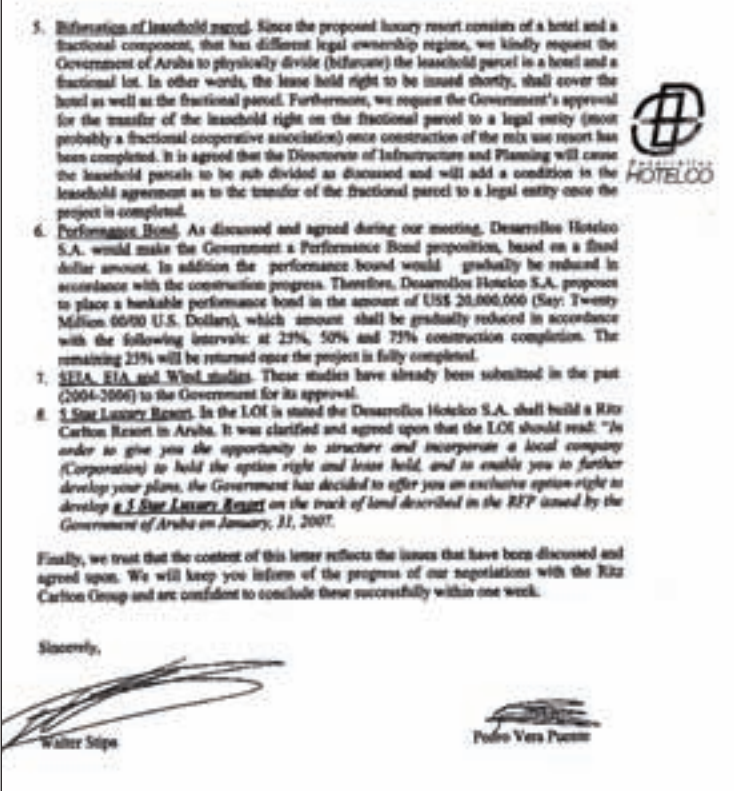 5. Bifurcation of leasehold parcel. Since the proposed luxury resort consists of a hotel and a
fractional component, that has different legal ownership regime, we kindly request the
Government of Aruba to physically divide (bifurcate) the leasehold parcel in a hotel and a
fractional lot. In other words, the lease hold right to be issued shortly, shall cover the
hotel as well as the fractional parcel. Furthermore, we request the Government's approval
for the transfer of the leasehold right on the fractional parcel to a legal entity (most
probably a fractional cooperative association) once construction of the mix use resort has
been completed. It is agreed that the Directorate of Infrastructure and Planning will cause
the leasehold parcels to be sub divided as discussed and will add a condition in the
leasehold agreement as to the transfer of the fractional parcel to a legal entity once the
project is completed.
Desarrollos
HOTELCO
6. Performance Bond. As discussed and agreed during our meeting, Desarrollos Hotelco
S.A. would make the Government a Performance Bond proposition, based on a fixed
dollar amount. In addition the performance bound would gradually be reduced in
accordance with the construction progress. Therefore, Desarrollos Hotelco S.A. proposes
to place a bankable performance bond in the amount of US$ 20,000,000 (Say: Twenty
Million 00/00 U.S. Dollars), which amount shall be gradually reduced in accordance
with the following intervals: at 25%, 50% and 75% construction completion. The
remaining 25% will be returned once the project is fully completed.
7. SEIA, EIA and Wind studies. These studies have already been submitted in the past
(2004-2006) to the Government for its approval.
8. 5 Star Luxury Resort. In the LOI is stated the Desarrollos Hotelco S.A. shall build a Ritz
Carlton Resort in Aruba. It was clarified and agreed upon that the LOI should read: "In
order to give you the opportunity to structure and incorporate a local company
(Corporation) to hold the option right and lease hold, and to enable you to further
develop your plans, the Government has decided to offer you an exclusive option right to
develop a 5 Star Luxury Resort on the track of land described in the RFP issued by the
Government of Aruba on January, 31, 2007.
Finally, we trust that the content of this letter reflects the issues that have been discussed and
agreed upon. We will keep you inform of the progress of our negotiations with the Ritz
Carlton Group and are confident to conclude these successfully within one week.
Sincerely,
Walter Stipa
Pedro Vera Puente